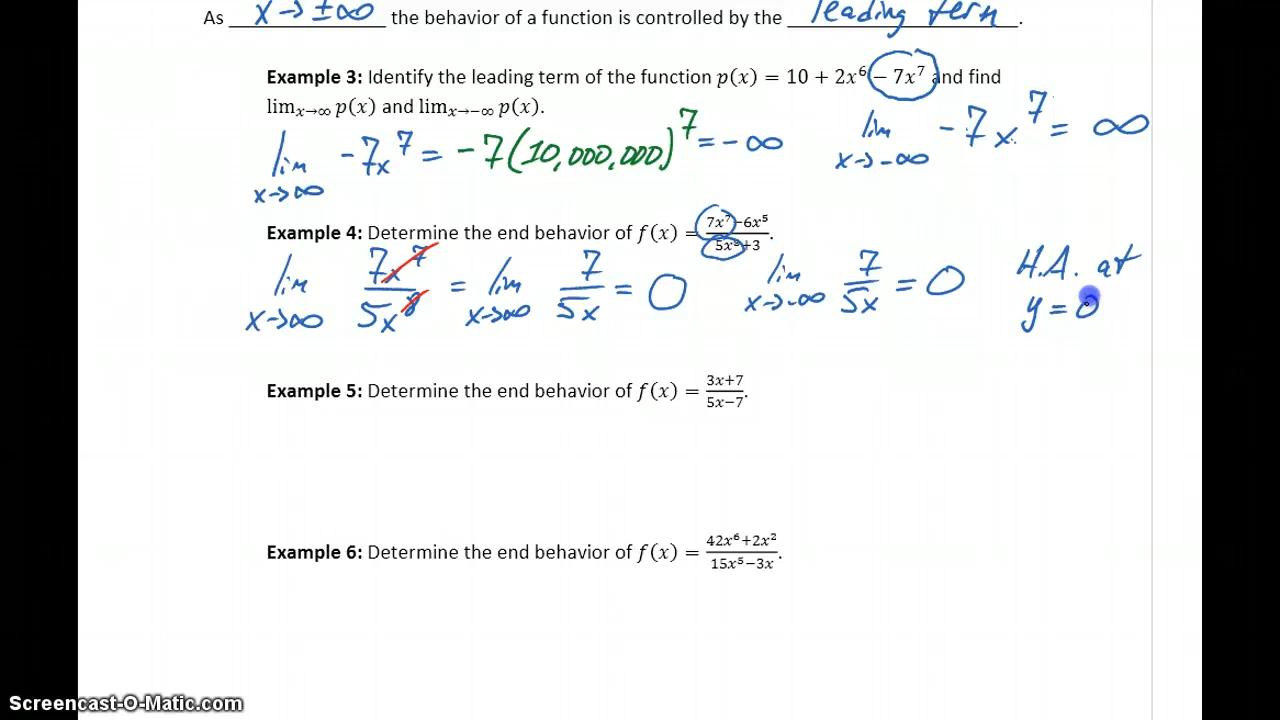 As x→±∞ the behavior of a function is controlled by the leading term.
Example 3: Identify the leading term of the function p(x) = 10 + 2x⁶ − 7x⁷ and find
limₓ→∞ p(x) and limₓ→−∞ p(x).
lim x→∞ -7x⁷ = -7(10,000,000)⁷ = -∞
lim x→-∞ -7x⁷ = ∞
Example 4: Determine the end behavior of f(x) = (7x⁷−6x⁵)/(5x⁸+3).
lim x→∞ 7x⁷/5x⁸ = lim x→∞ 7/5x = 0
lim x→-∞ 7/5x = 0
H.A. at
y = 0
Example 5: Determine the end behavior of f(x) = (3x+7)/(5x−7).
Example 6: Determine the end behavior of f(x) = (42x⁶+2x²)/(15x⁵−3x).
Screencast-O-Matic.com